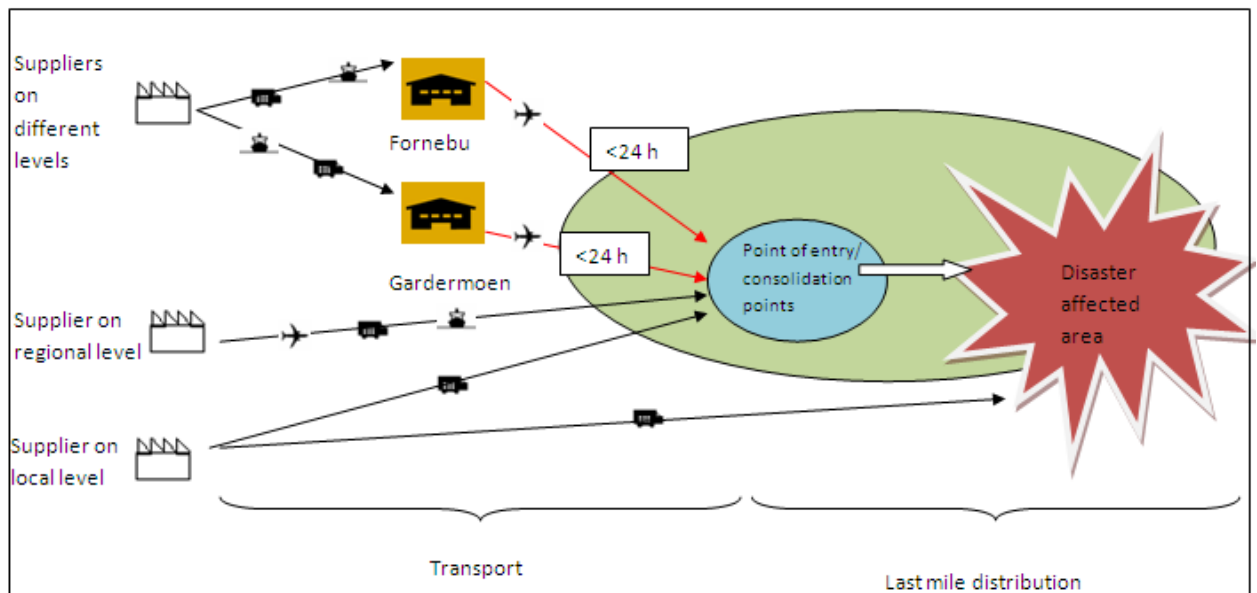 Suppliers
on
different
levels
Fornebu
<24 h
Gardermoen
<24 h
Point of entry/
consolidation
points
Disaster
affected
area
Supplier on
regional level
Supplier on
local level
Transport
Last mile distribution